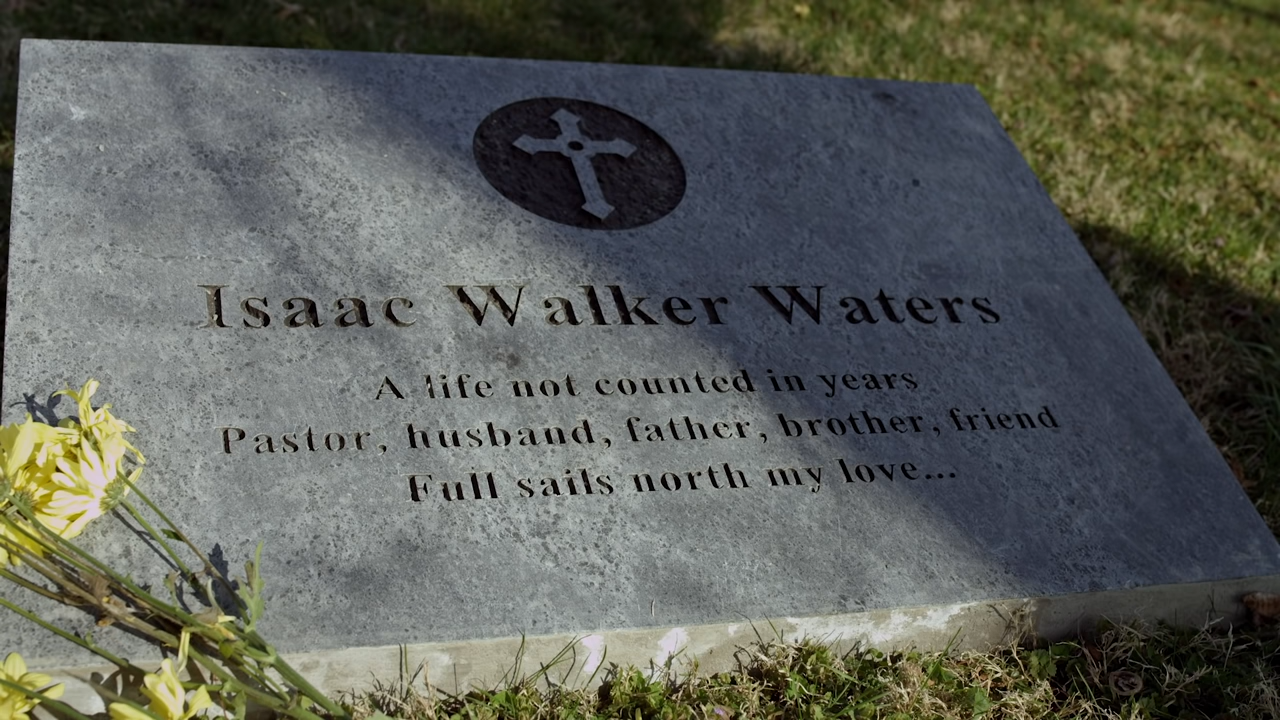 Isaac Walker Waters
A life not counted in years
Pastor, husband, father, brother, friend
Full sails north my love...